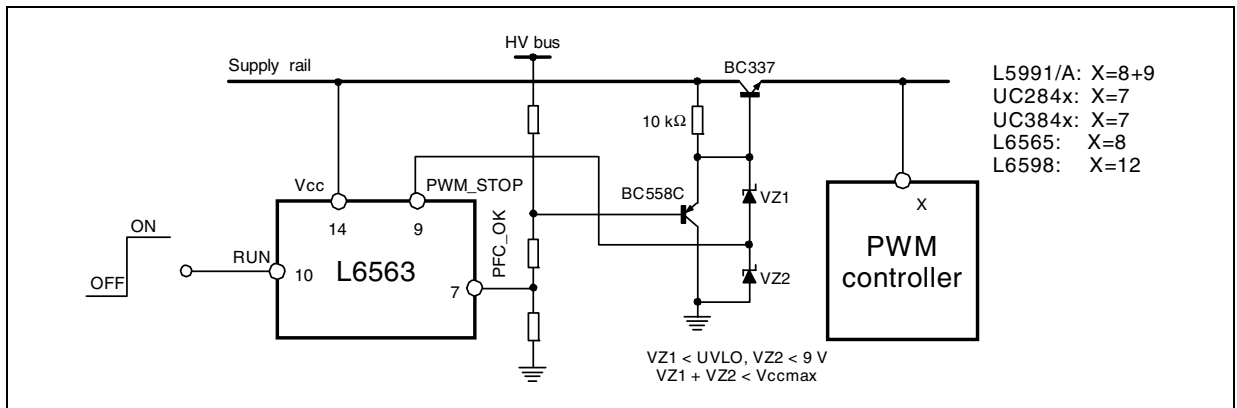 HV bus
Supply rail
BC337
L5991/A: X=8+9
UC284x: X=7
UC384x: X=7
L6565: X=8
L6598: X=12
10 kΩ
Vcc
PWM_STOP
BC558C
VZ1
X
14
9
ON
OFF
RUN
10
L6563
PFC_OK
7
VZ2
PWM
controller
VZ1 < UVLO, VZ2 < 9 V
VZ1 + VZ2 < Vccmax